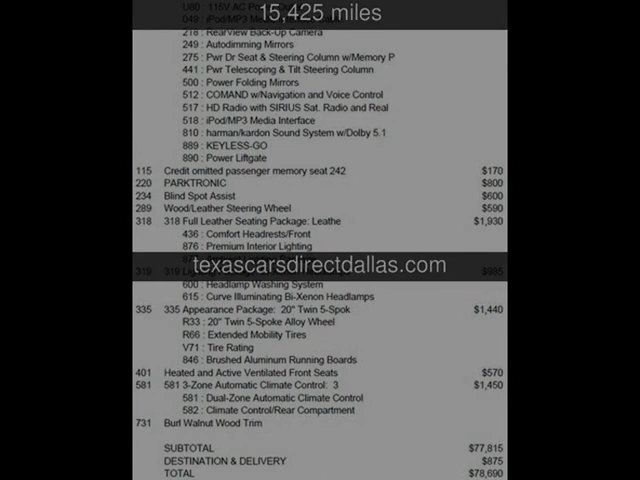 U80 : 115V AC Po
15,425 miles
049 : iPod/MP3
218 : RearView Back-Up Camera
249 : Autodimming Mirrors
275 : Pwr Dr Seat & Steering Column w/Memory P
441 : Pwr Telescoping & Tilt Steering Column
500 : Power Folding Mirrors
512 : COMAND w/Navigation and Voice Control
517 : HD Radio with SIRIUS Sat. Radio and Real
518 : iPod/MP3 Media Interface
810 : harman/kardon Sound System w/Dolby 5.1
889 : KEYLESS-GO
890 : Power Liftgate
115 Credit omitted passenger memory seat 242 $170
220 PARKTRONIC $800
234 Blind Spot Assist $600
289 Wood/Leather Steering Wheel $590
318 318 Full Leather Seating Package: Leathe $1,930
436 : Comfort Headrests/Front
876 : Premium Interior Lighting
texascarsdirectdallas.com
319 319
600 : Headlamp Washing System
615 : Curve Illuminating Bi-Xenon Headlamps
335 335 Appearance Package: 20" Twin 5-Spok $1,440
R33 : 20" Twin 5-Spoke Alloy Wheel
R66 : Extended Mobility Tires
V71 : Tire Rating
846 : Brushed Aluminum Running Boards
401 Heated and Active Ventilated Front Seats $570
581 581 3-Zone Automatic Climate Control: 3 $1,450
581 : Dual-Zone Automatic Climate Control
582 : Climate Control/Rear Compartment
731 Burl Walnut Wood Trim
SUBTOTAL $77,815
DESTINATION & DELIVERY $875
TOTAL $78,690